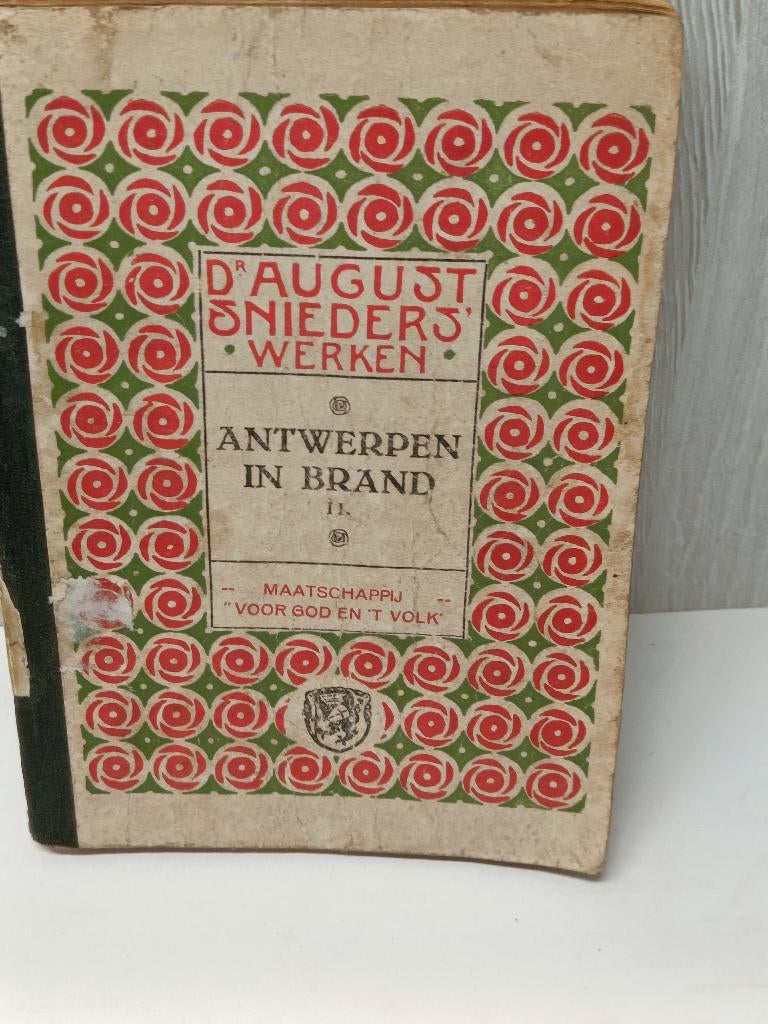 DR AUGUST
SNIEDERS'
· WERKEN ·
ANTWERPEN
IN BRAND
II.
-- MAATSCHAPPIJ --
"VOOR GOD EN 'T VOLK"